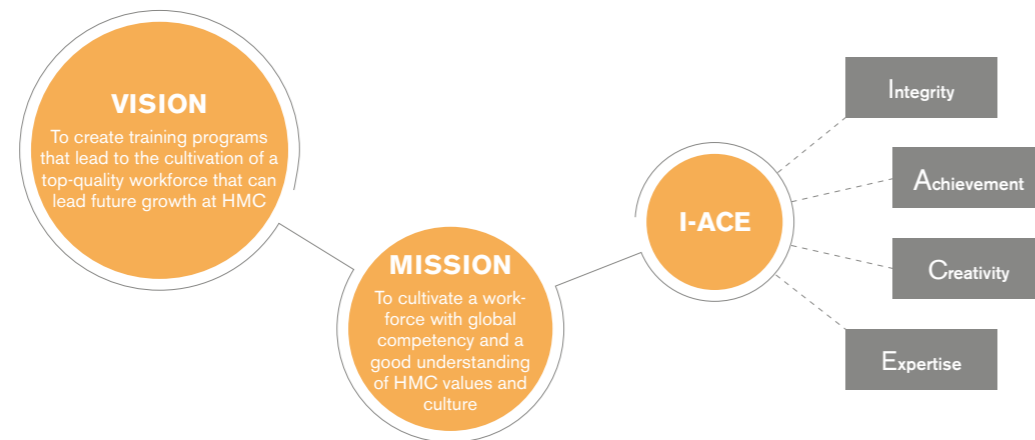 VISION
To create training programs
that lead to the cultivation of a
top-quality workforce that can
lead future growth at HMC
MISSION
To cultivate a work-
force with global
competency and a
good understanding
of HMC values and
culture
I-ACE
Integrity
Achievement
Creativity
Expertise